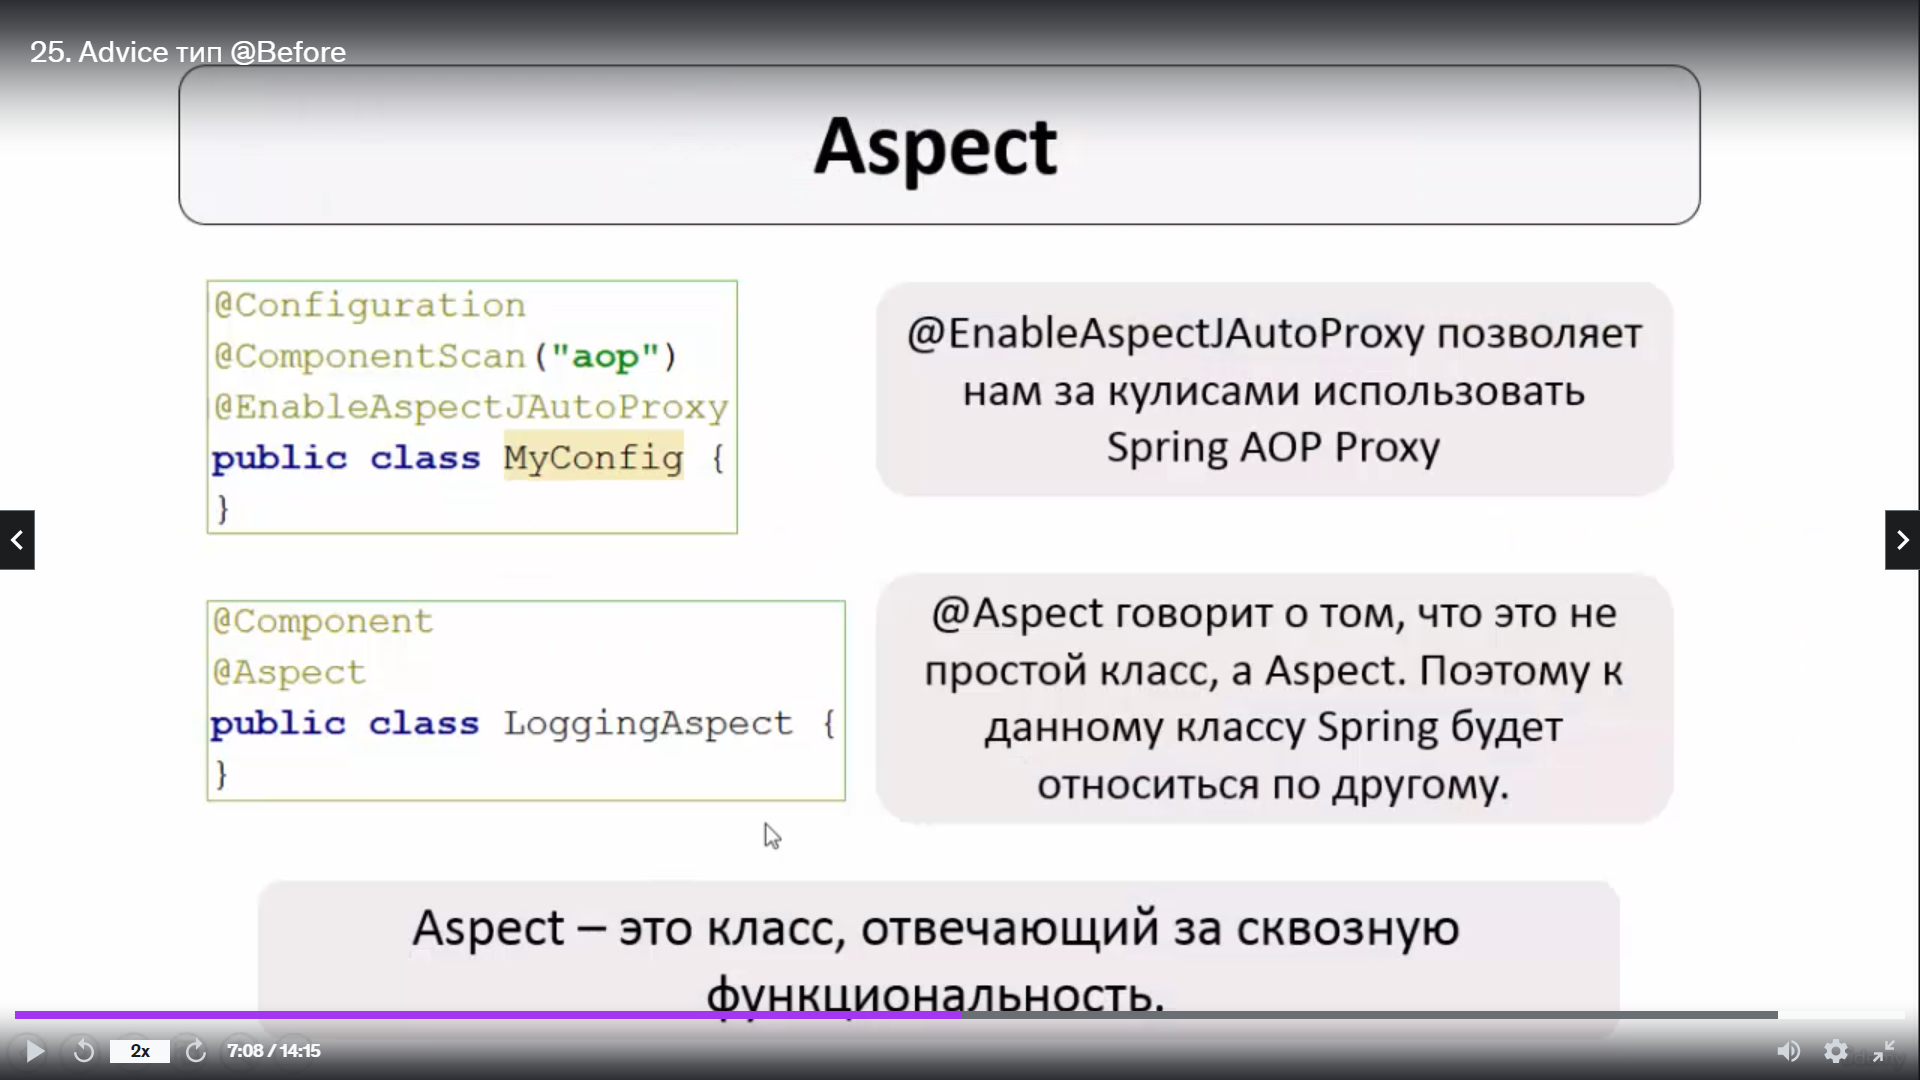 25. Advice тип @Before
Aspect
@Configuration
@ComponentScan("aop")
@EnableAspectJAutoProxy
public class MyConfig {
}
@EnableAspectJAutoProxy позволяет
нам за кулисами использовать
Spring AOP Proxy
@Component
@Aspect
public class LoggingAspect {
}
@Aspect говорит о том, что это не
простой класс, а Aspect. Поэтому к
данному классу Spring будет
относиться по другому.
Aspect – это класс, отвечающий за сквозную
функциональность.
2x
7:08 / 14:15